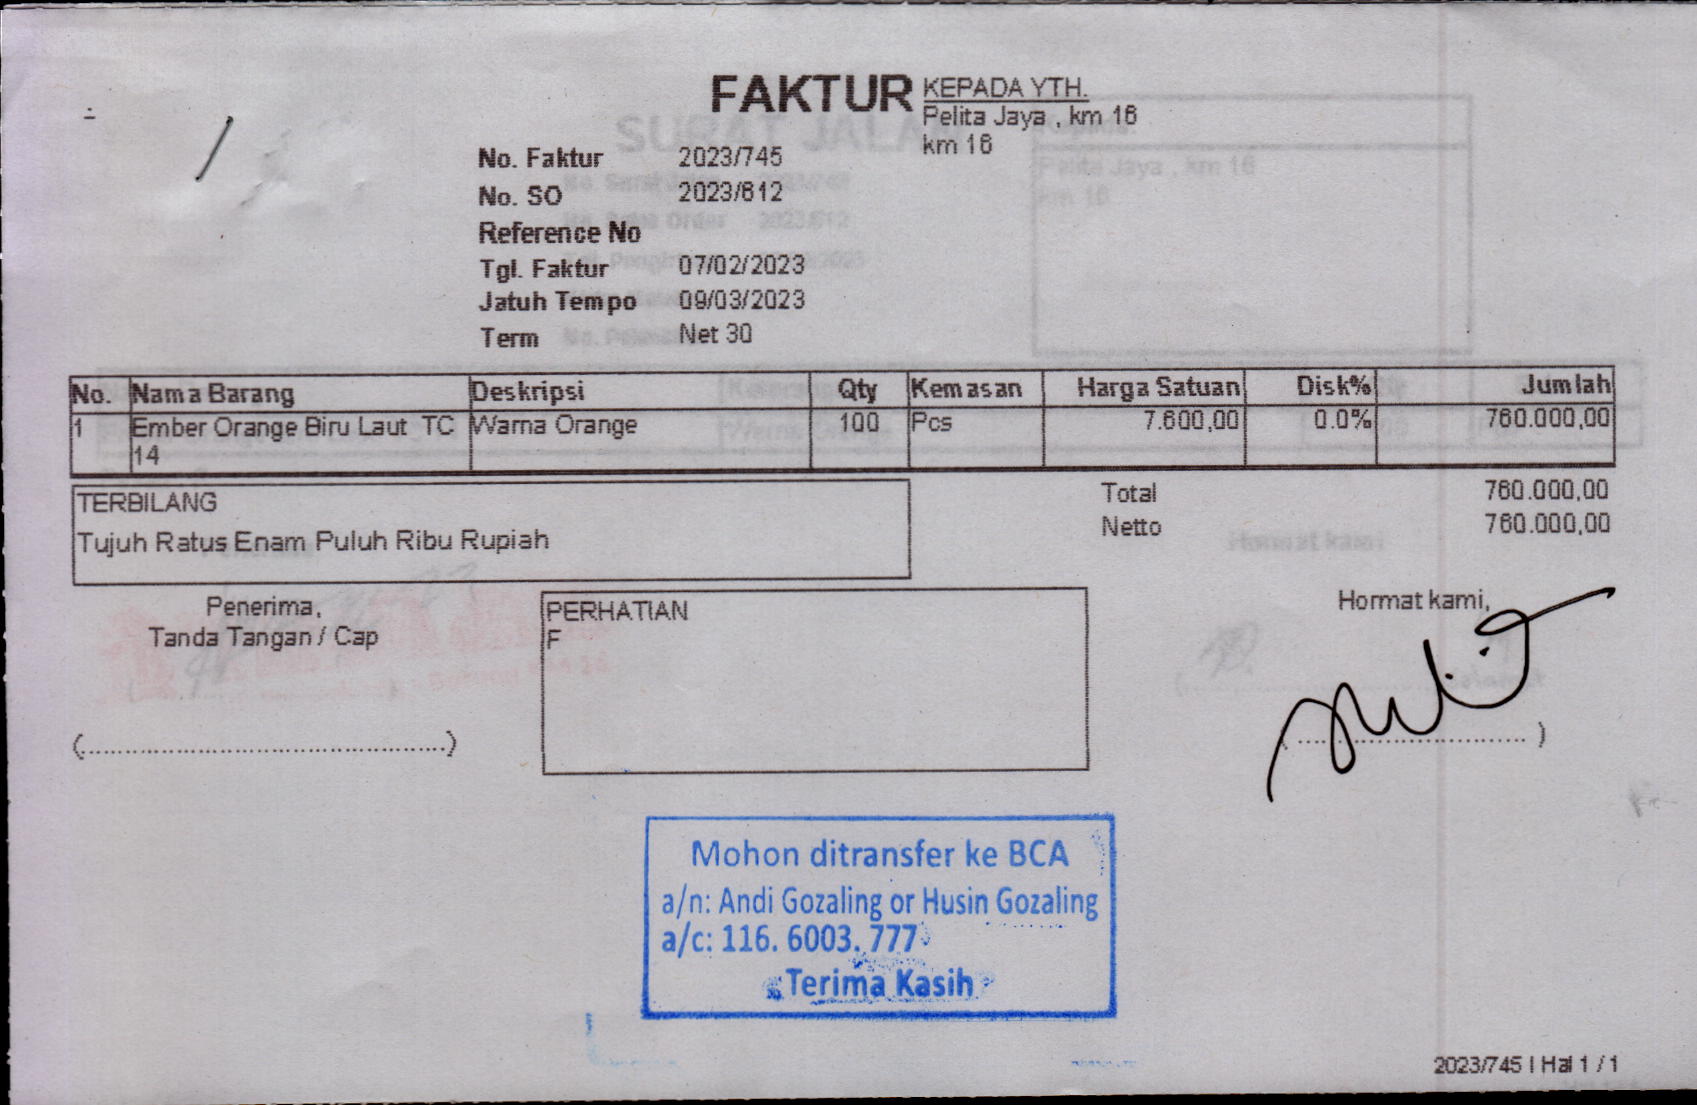 FAKTUR
KEPADA YTH.
Pelita Jaya , km 16
km 16
No. Faktur 2023/745
No. SO 2023/612
Reference No
Tgl. Faktur 07/02/2023
Jatuh Tempo 09/03/2023
Term Net 30
No. Nama Barang Deskripsi Qty Kemasan Harga Satuan Disk% Jumlah
1 Ember Orange Biru Laut TC Warna Orange 100 Pcs 7.600,00 0.0% 760.000,00
14
TERBILANG
Tujuh Ratus Enam Puluh Ribu Rupiah
Total 760.000,00
Netto 760.000,00
Penerima,
Tanda Tangan / Cap
(................................................)
PERHATIAN
F
Hormat kami,
Mohon ditransfer ke BCA
a/n: Andi Gozaling or Husin Gozaling
a/c: 116. 6003. 777
Terima Kasih
2023/745 | Hal 1 / 1